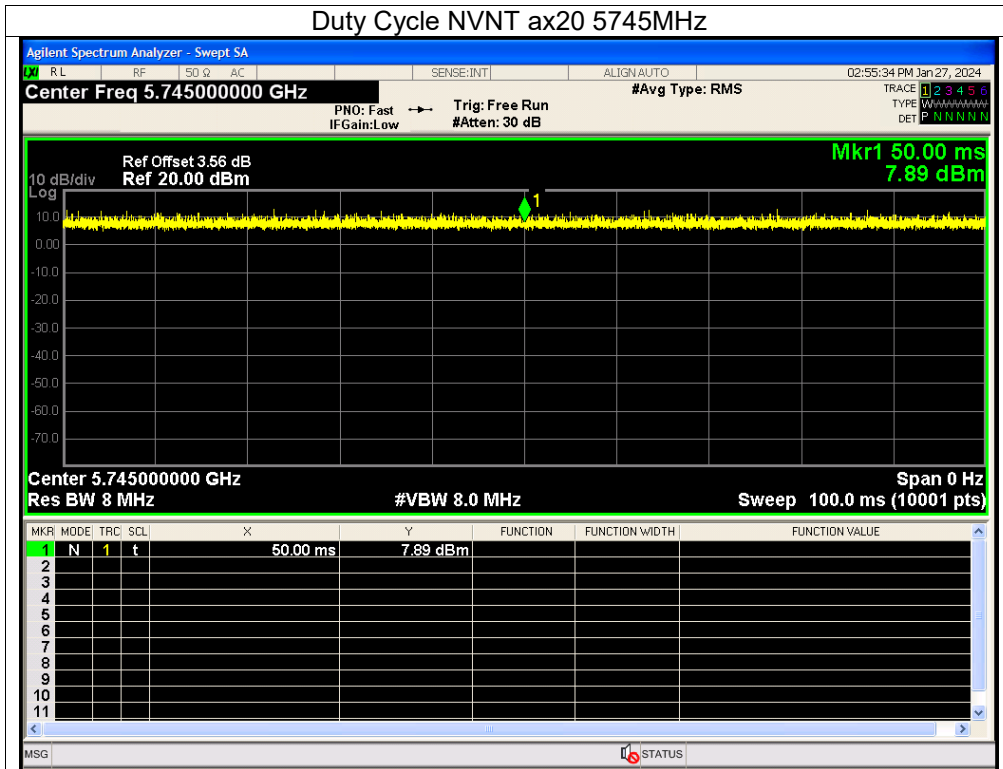 Duty Cycle NVNT ax20 5745MHz
Agilent Spectrum Analyzer - Swept SA
LXI RL RF 50 Ω AC SENSE:INT ALIGNAUTO 02:55:34 PM Jan 27, 2024
Center Freq 5.745000000 GHz #Avg Type: RMS TRACE 1 2 3 4 5 6
PNO: Fast Trig: Free Run TYPE WWWWWW
IFGain:Low #Atten: 30 dB DET P N N N N N
Mkr1 50.00 ms
7.89 dBm
Ref Offset 3.56 dB
10 dB/div Ref 20.00 dBm
Log
1
10.0
0.00
-10.0
-20.0
-30.0
-40.0
-50.0
-60.0
-70.0
Center 5.745000000 GHz Span 0 Hz
Res BW 8 MHz #VBW 8.0 MHz Sweep 100.0 ms (10001 pts)
MKR MODE TRC SCL X Y FUNCTION FUNCTION WIDTH FUNCTION VALUE
1 N 1 t 50.00 ms 7.89 dBm
2
3
4
5
6
7
8
9
10
11
MSG STATUS